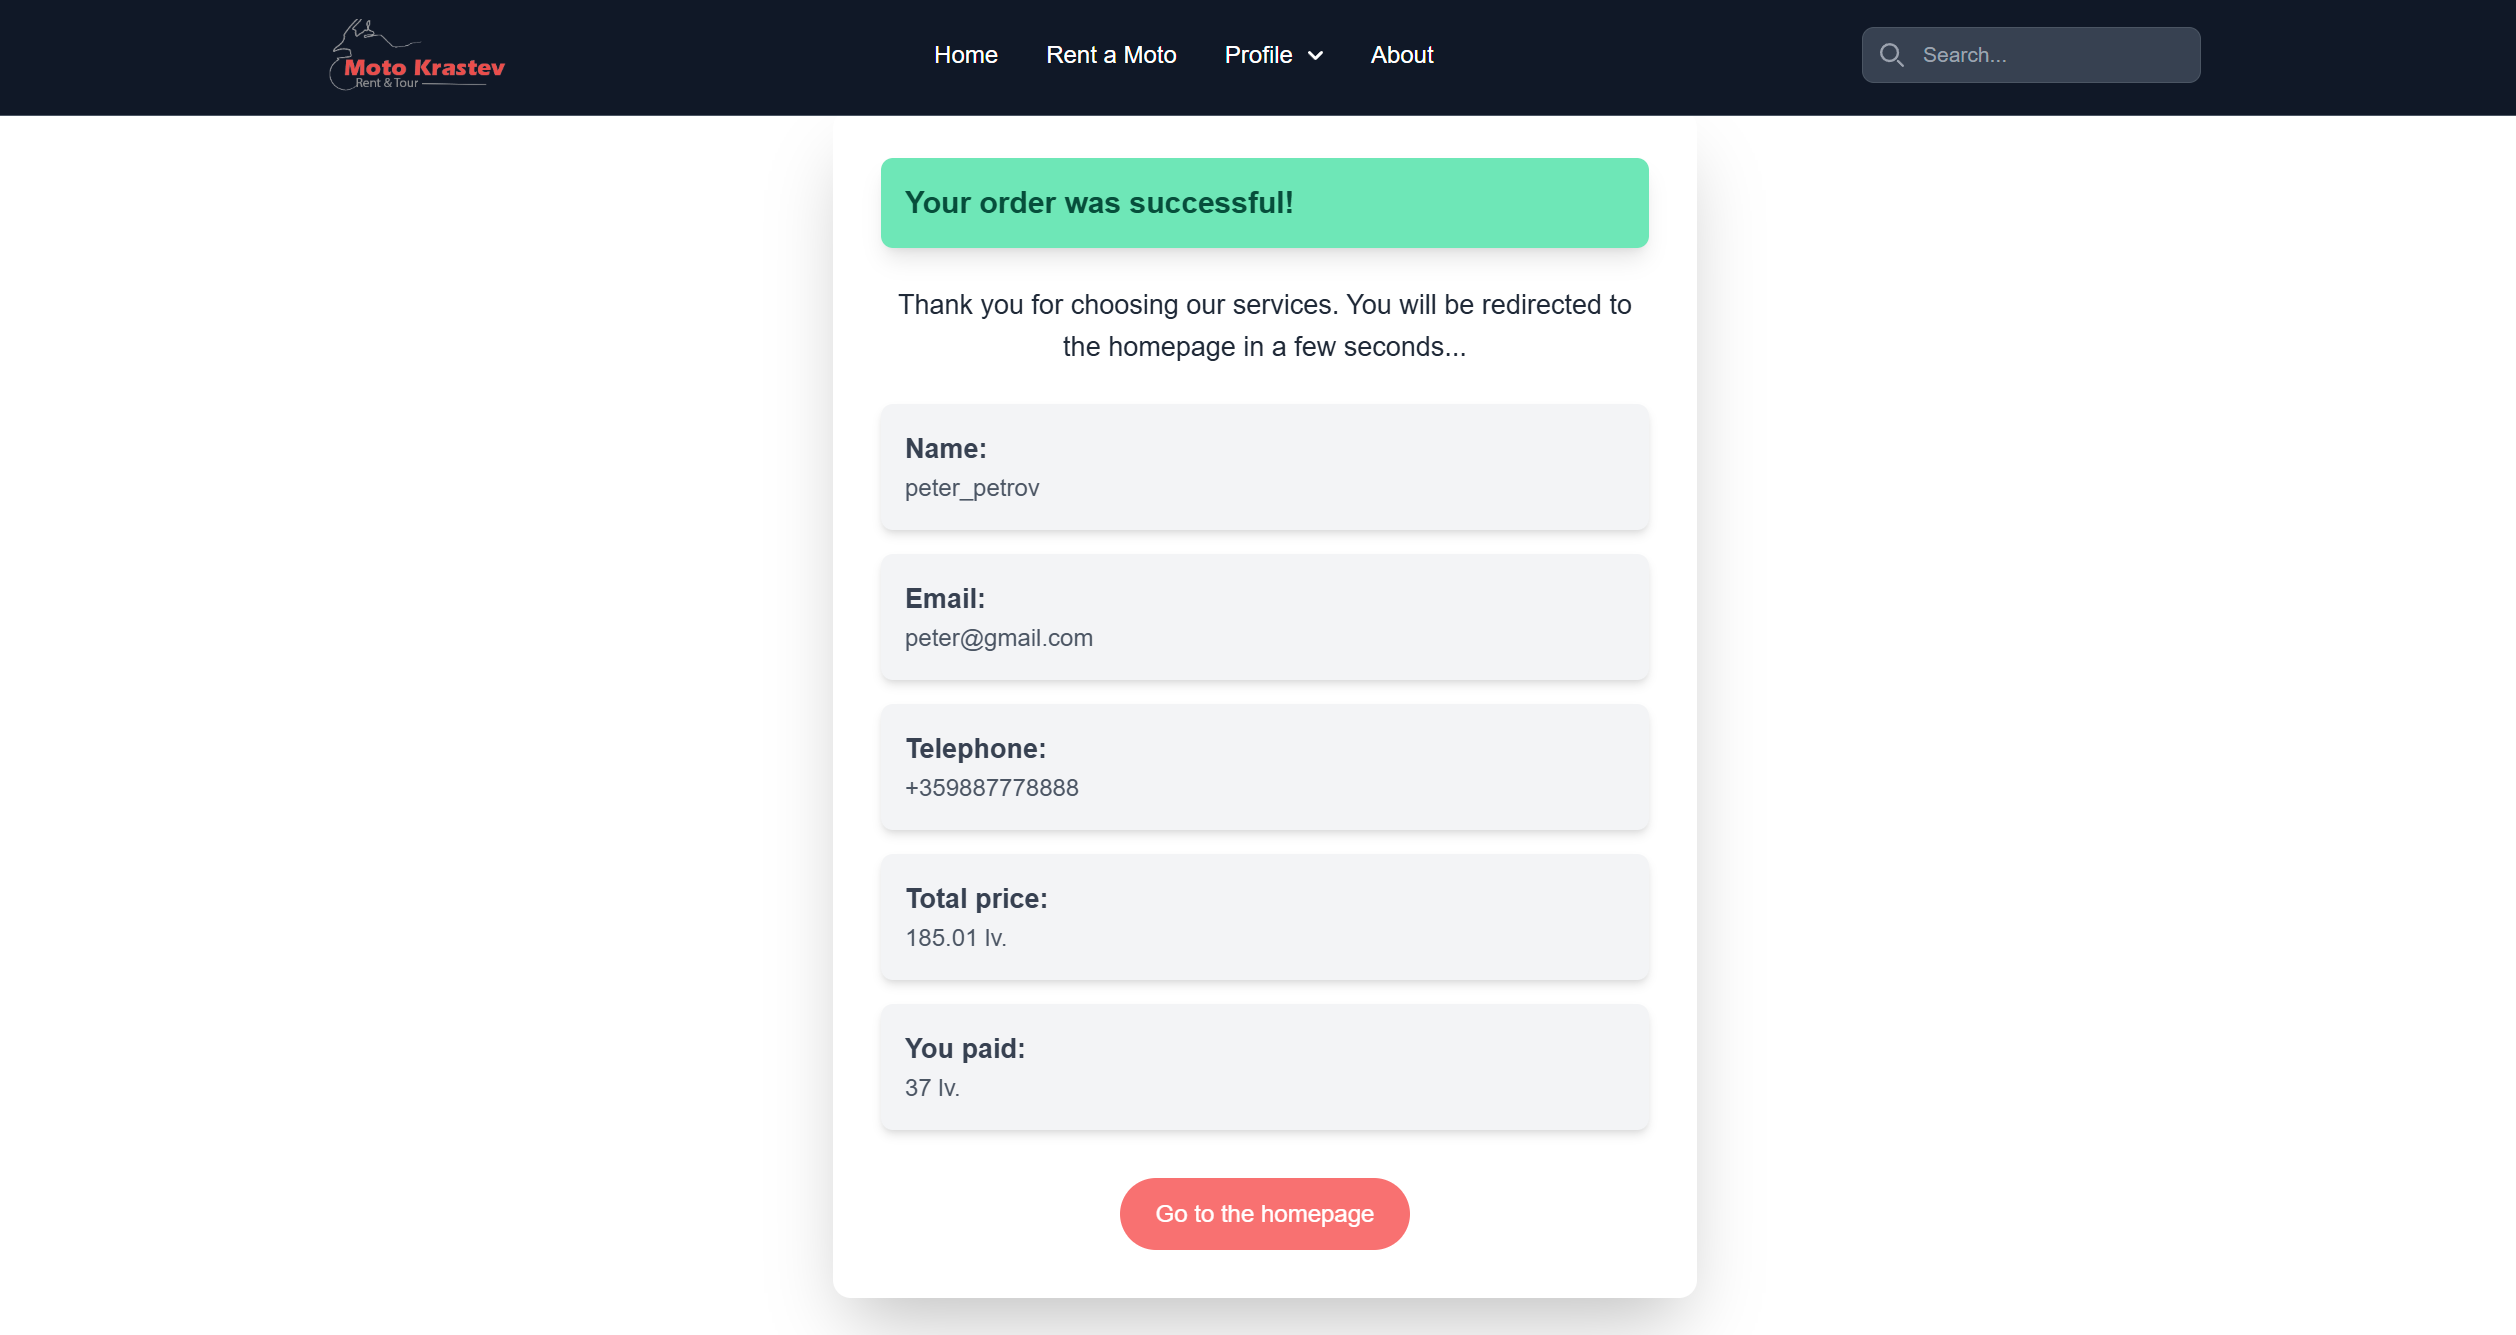 Moto Krastev
Rent & Tour
Home
Rent a Moto
Profile
About
Search...
Your order was successful!
Thank you for choosing our services. You will be redirected to
the homepage in a few seconds...
Name:
peter_petrov
Email:
peter@gmail.com
Telephone:
+359887778888
Total price:
185.01 lv.
You paid:
37 lv.
Go to the homepage